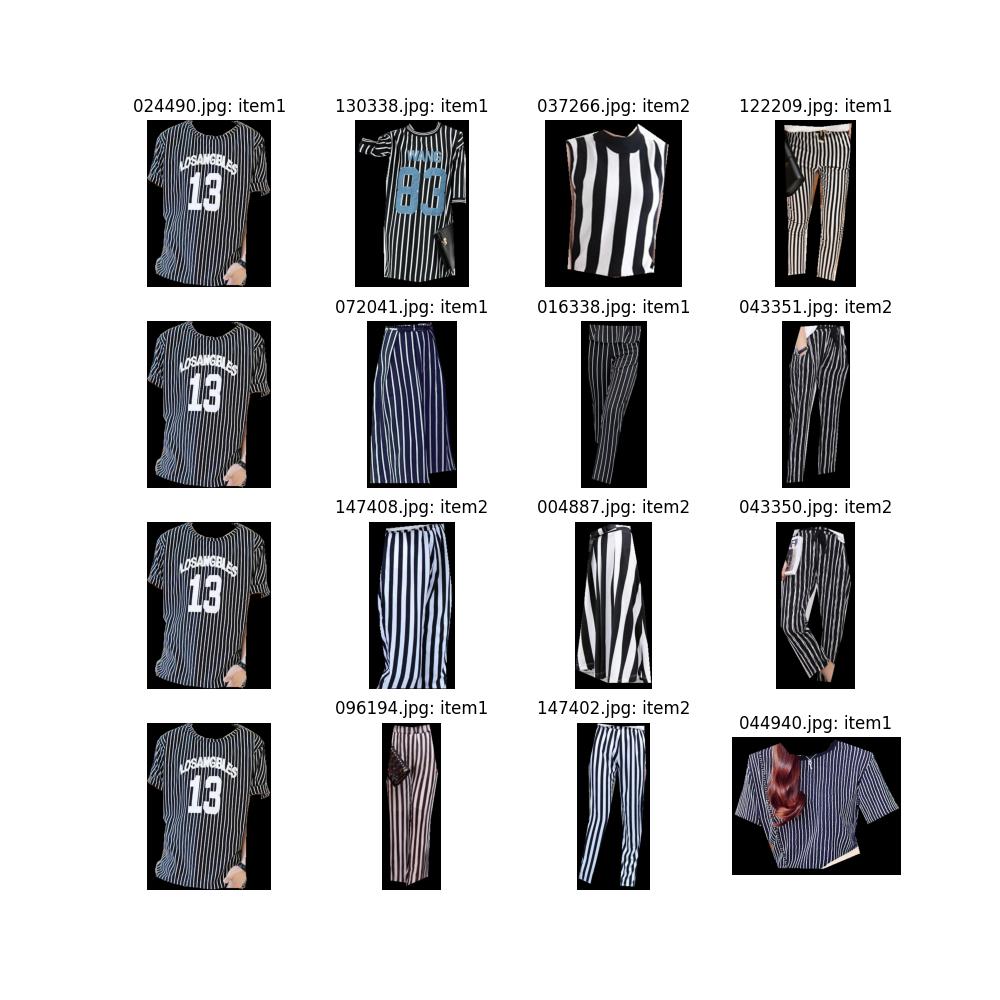 024490.jpg: item1
130338.jpg: item1
037266.jpg: item2
122209.jpg: item1
LOSANGELES
13
WANG
83
072041.jpg: item1
016338.jpg: item1
043351.jpg: item2
LOSANGELES
13
147408.jpg: item2
004887.jpg: item2
043350.jpg: item2
LOSANGELES
13
096194.jpg: item1
147402.jpg: item2
044940.jpg: item1
LOSANGELES
13